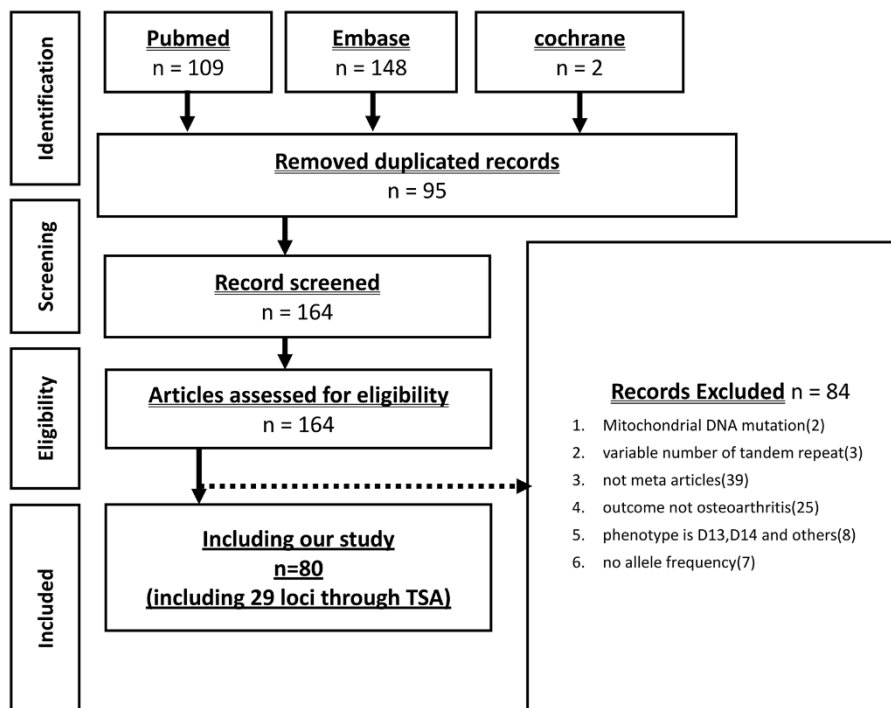 Identification
Pubmed
n = 109
Embase
n = 148
cochrane
n = 2
Removed duplicated records
n = 95
Screening
Record screened
n = 164
Eligibility
Articles assessed for eligibility
n = 164
Records Excluded n = 84
1. Mitochondrial DNA mutation(2)
2. variable number of tandem repeat(3)
3. not meta articles(39)
4. outcome not osteoarthritis(25)
5. phenotype is D13,D14 and others(8)
6. no allele frequency(7)
Included
Including our study
n=80
(including 29 loci through TSA)